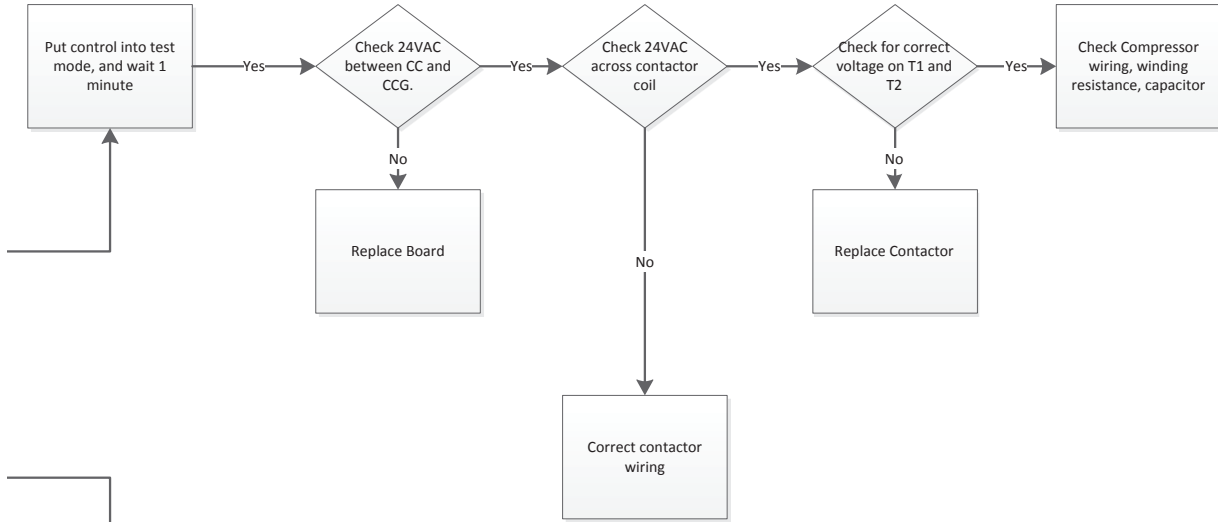 Put control into test
mode, and wait 1
minute
Yes
Check 24VAC
between CC and
CCG.
Yes
Check 24VAC
across contactor
coil
Yes
Check for correct
voltage on T1 and
T2
Yes
Check Compressor
wiring, winding
resistance, capacitor
No
No
Replace Board
No
Replace Contactor
Correct contactor
wiring